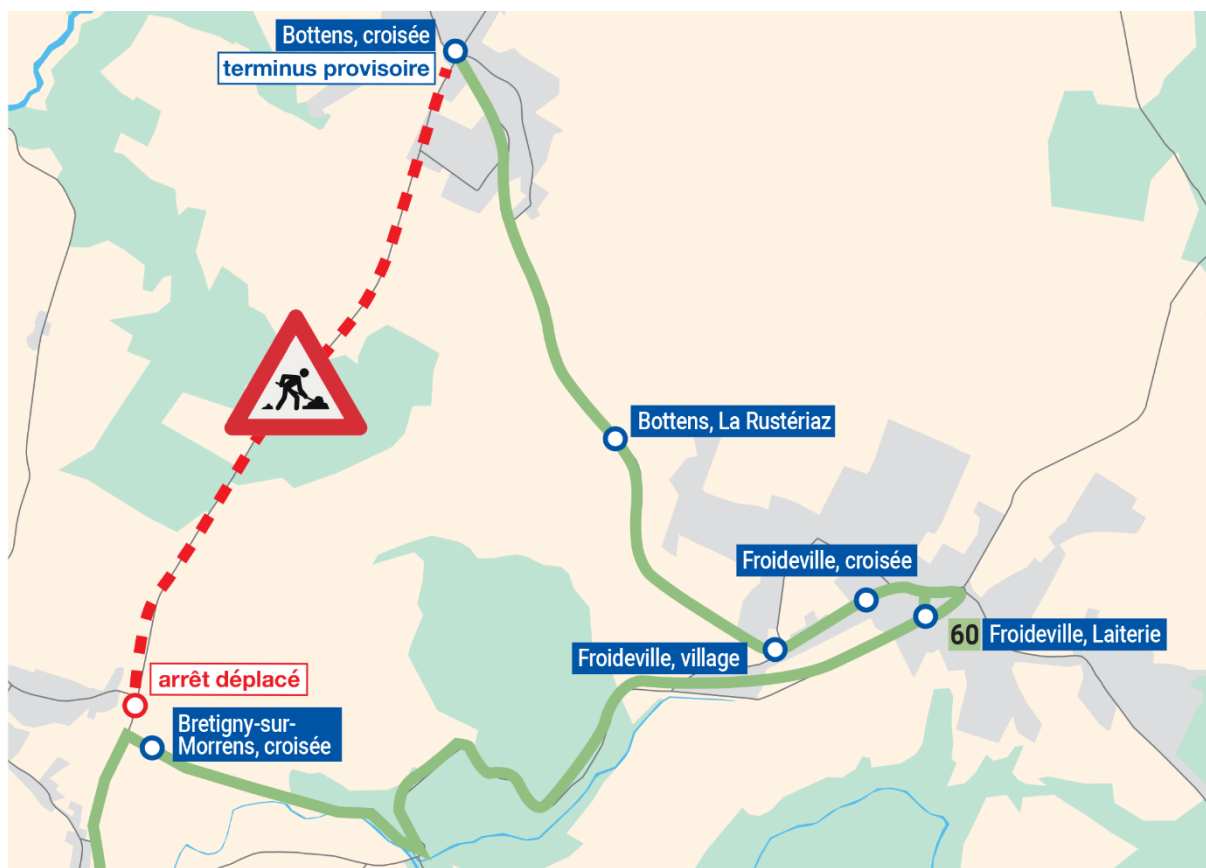 Bottens, croisée
terminus provisoire
Bottens, La Rustériaz
Froideville, croisée
60 Froideville, Laiterie
Froideville, village
arrêt déplacé
Bretigny-sur-
Morrens, croisée